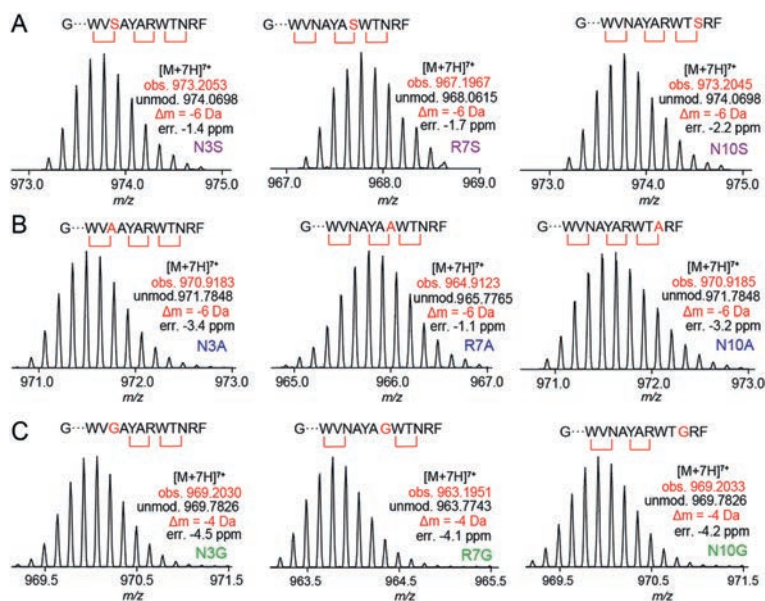 A
G···WVSAYARWTNRF
[M+7H]⁷⁺
obs. 973.2053
unmod. 974.0698
Δm = -6 Da
err. -1.4 ppm
N3S
973.0 974.0 975.0
m/z
G···WVNAYASWTNRF
[M+7H]⁷⁺
obs. 967.1967
unmod. 968.0615
Δm = -6 Da
err. -1.7 ppm
R7S
967.0 968.0 969.0
m/z
G···WVNAYARWTSRF
[M+7H]⁷⁺
obs. 973.2045
unmod. 974.0698
Δm = -6 Da
err. -2.2 ppm
N10S
973.0 974.0 975.0
m/z
B
G···WVAAYARWTNRF
[M+7H]⁷⁺
obs. 970.9183
unmod. 971.7848
Δm = -6 Da
err. -3.4 ppm
N3A
971.0 972.0 973.0
m/z
G···WVNAYAAWTNRF
[M+7H]⁷⁺
obs. 964.9123
unmod. 965.7765
Δm = -6 Da
err. -1.1 ppm
R7A
965.0 966.0 967.0
m/z
G···WVNAYARWTARF
[M+7H]⁷⁺
obs. 970.9185
unmod. 971.7848
Δm = -6 Da
err. -3.2 ppm
N10A
971.0 972.0 973.0
m/z
C
G···WVGAYARWTNRF
[M+7H]⁷⁺
obs. 969.2030
unmod. 969.7826
Δm = -4 Da
err. -4.5 ppm
N3G
969.5 970.5 971.5
m/z
G···WVNAYAGWTNRF
[M+7H]⁷⁺
obs. 963.1951
unmod. 963.7743
Δm = -4 Da
err. -4.1 ppm
R7G
963.5 964.5 965.5
m/z
G···WVNAYARWTGRF
[M+7H]⁷⁺
obs. 969.2033
unmod. 969.7826
Δm = -4 Da
err. -4.2 ppm
N10G
969.5 970.5 971.5
m/z